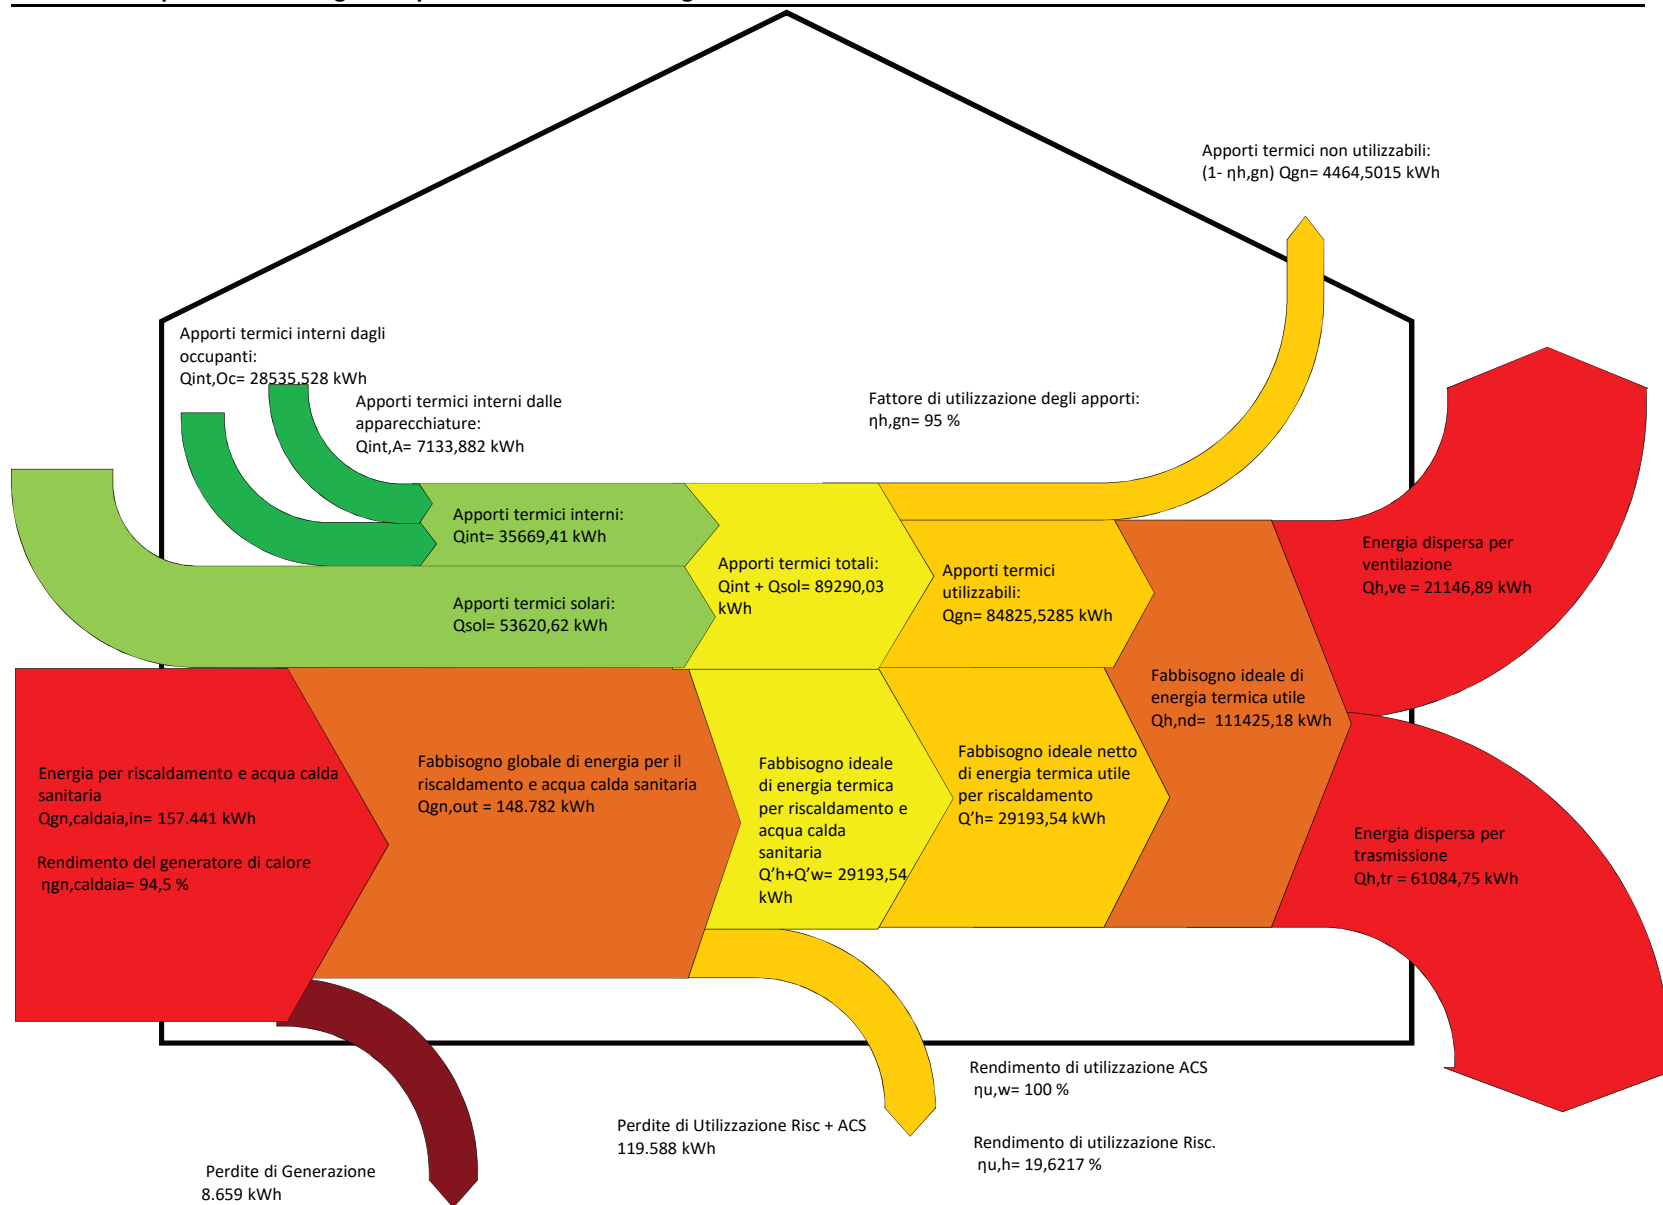 Apporti termici non utilizzabili:
(1- ηh,gn) Qgn= 4464,5015 kWh
Apporti termici interni dagli
occupanti:
Qint,Oc= 28535,528 kWh
Apporti termici interni dalle
apparecchiature:
Qint,A= 7133,882 kWh
Fattore di utilizzazione degli apporti:
ηh,gn= 95 %
Apporti termici interni:
Qint= 35669,41 kWh
Apporti termici solari:
Qsol= 53620,62 kWh
Apporti termici totali:
Qint + Qsol= 89290,03
kWh
Apporti termici
utilizzabili:
Qgn= 84825,5285 kWh
Energia dispersa per
ventilazione
Qh,ve = 21146,89 kWh
Fabbisogno ideale di
energia termica utile
Qh,nd=  111425,18 kWh
Energia per riscaldamento e acqua calda
sanitaria
Qgn,caldaia,in= 157.441 kWh
Rendimento del generatore di calore
ηgn,caldaia= 94,5 %
Fabbisogno globale di energia per il
riscaldamento e acqua calda sanitaria
Qgn,out = 148.782 kWh
Fabbisogno ideale
di energia termica
per riscaldamento e
acqua calda
sanitaria
Q’h+Q’w= 29193,54
kWh
Fabbisogno ideale netto
di energia termica utile
per riscaldamento
Q’h= 29193,54 kWh
Energia dispersa per
trasmissione
Qh,tr = 61084,75 kWh
Rendimento di utilizzazione ACS
ηu,w= 100 %
Perdite di Utilizzazione Risc + ACS
119.588 kWh
Rendimento di utilizzazione Risc.
ηu,h= 19,6217 %
Perdite di Generazione
8.659 kWh